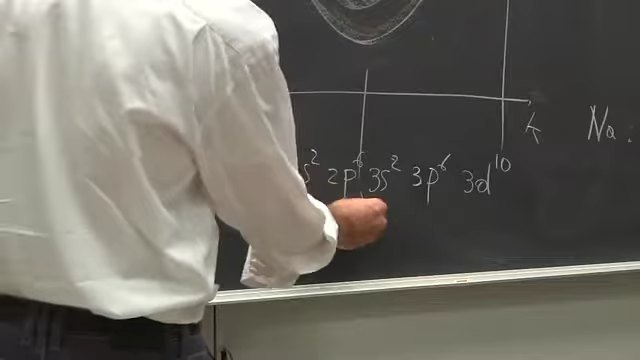 k
Na.
s² 2p⁶ 3s² 3p⁶ 3d¹⁰